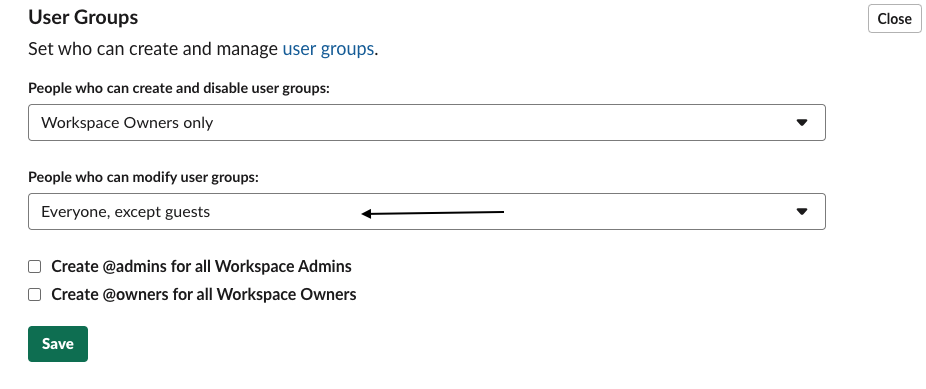 User Groups
Close
Set who can create and manage user groups.
People who can create and disable user groups:
Workspace Owners only
People who can modify user groups:
Everyone, except guests
Create @admins for all Workspace Admins
Create @owners for all Workspace Owners
Save